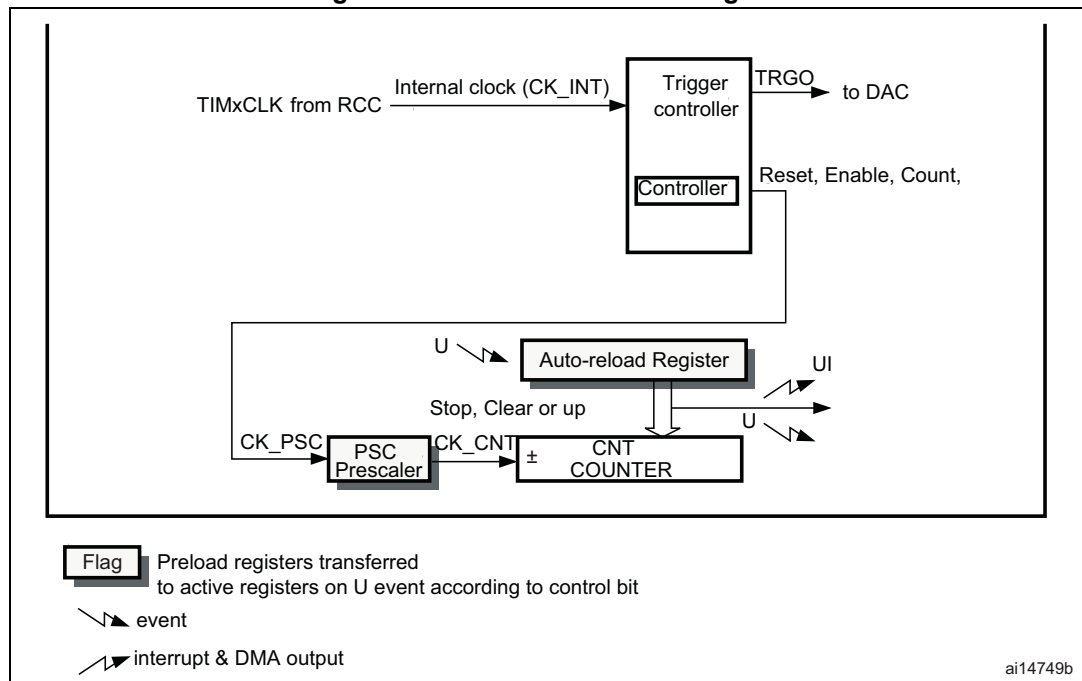 Internal clock (CK_INT)
TIMxCLK from RCC
Trigger
controller
TRGO
to DAC
Controller
Reset, Enable, Count,
U
Auto-reload Register
UI
Stop, Clear or up
U
CK_PSC
PSC
Prescaler
CK_CNT
±
CNT
COUNTER
Flag
Preload registers transferred
to active registers on U event according to control bit
event
interrupt & DMA output
ai14749b